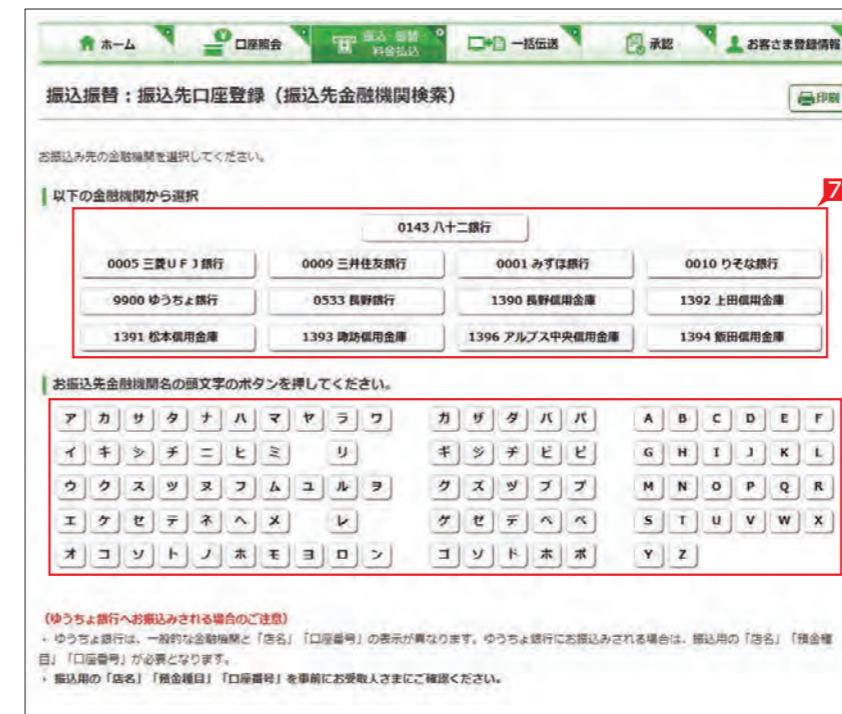 ホーム 口座照会 振込 振替 料金払込 一括伝送 承認 お客さま登録情報
振込振替：振込先口座登録（振込先金融機関検索）
印刷
お振込み先の金融機関を選択してください。
以下の金融機関から選択
7
0143 八十二銀行
0005 三菱ＵＦＪ銀行 0009 三井住友銀行 0001 みずほ銀行 0010 りそな銀行
9900 ゆうちょ銀行 0533 長野銀行 1390 長野信用金庫 1392 上田信用金庫
1391 松本信用金庫 1393 諏訪信用金庫 1396 アルプス中央信用金庫 1394 飯田信用金庫
お振込先金融機関名の頭文字のボタンを押してください。
ア カ サ タ ナ ハ マ ヤ ラ ワ ガ ザ ダ バ パ A B C D E F
イ キ シ チ ニ ヒ ミ リ ギ ジ ヂ ビ ピ G H I J K L
ウ ク ス ツ ヌ フ ム ユ ル ヲ グ ズ ヅ ブ プ M N O P Q R
エ ケ セ テ ネ ヘ メ レ ゲ ゼ デ ベ ペ S T U V W X
オ コ ソ ト ノ ホ モ ヨ ロ ン ゴ ゾ ド ボ ポ Y Z
（ゆうちょ銀行へお振込みされる場合のご注意）
・ ゆうちょ銀行は、一般的な金融機関と「店名」「口座番号」の表示が異なります。ゆうちょ銀行にお振込みされる場合は、振込用の「店名」「預金種
目」「口座番号」が必要となります。
・ 振込用の「店名」「預金種目」「口座番号」を事前にお受取人さまにご確認ください。